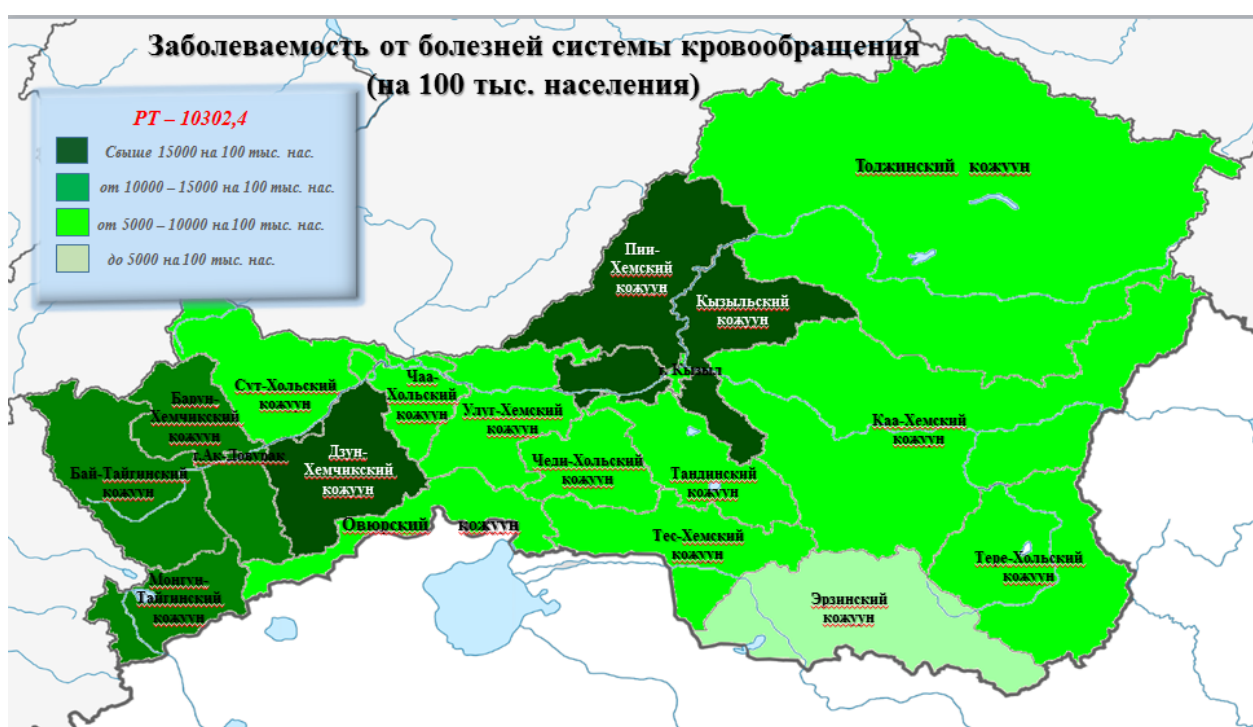 Заболеваемость от болезней системы кровообращения
(на 100 тыс. населения)
РТ – 10302,4
Свыше 15000 на 100 тыс. нас.
от 10000 – 15000 на 100 тыс. нас.
от 5000 – 10000 на 100 тыс. нас.
до 5000 на 100 тыс. нас.
Тоджинский кожуун
Пии-
Хемский
кожуун
Кызыльский
кожуун
г. Кызыл
Сут-Хольский
кожуун
Чаа-
Хольский
кожуун
Барун-
Хемчикский
кожуун
г.Ак-Довурак
Улуг-Хемский
кожуун
Каа-Хемский
кожуун
Дзун-
Хемчикский
кожуун
Бай-Тайгинский
кожуун
Чеди-Хольский
кожуун
Тандинский
кожуун
Овюрский кожуун
Тес-Хемский
кожуун
Тере-Хольский
кожуун
Монгун-
Тайгинский
кожуун
Эрзинский
кожуун